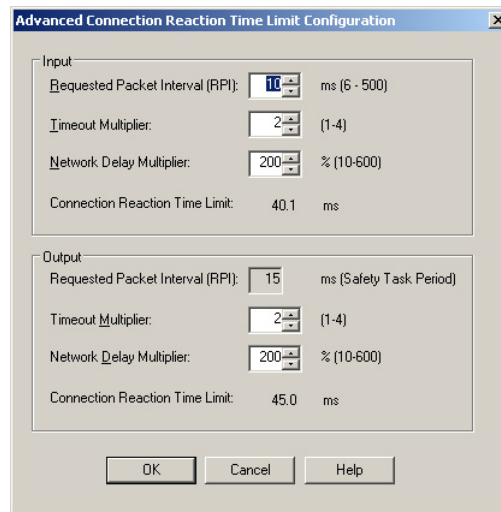 Advanced Connection Reaction Time Limit Configuration
Input
Requested Packet Interval (RPI): 10 ms (6 - 500)
Timeout Multiplier: 2 (1-4)
Network Delay Multiplier: 200 % (10-600)
Connection Reaction Time Limit: 40.1 ms
Output
Requested Packet Interval (RPI): 15 ms (Safety Task Period)
Timeout Multiplier: 2 (1-4)
Network Delay Multiplier: 200 % (10-600)
Connection Reaction Time Limit: 45.0 ms
OK Cancel Help